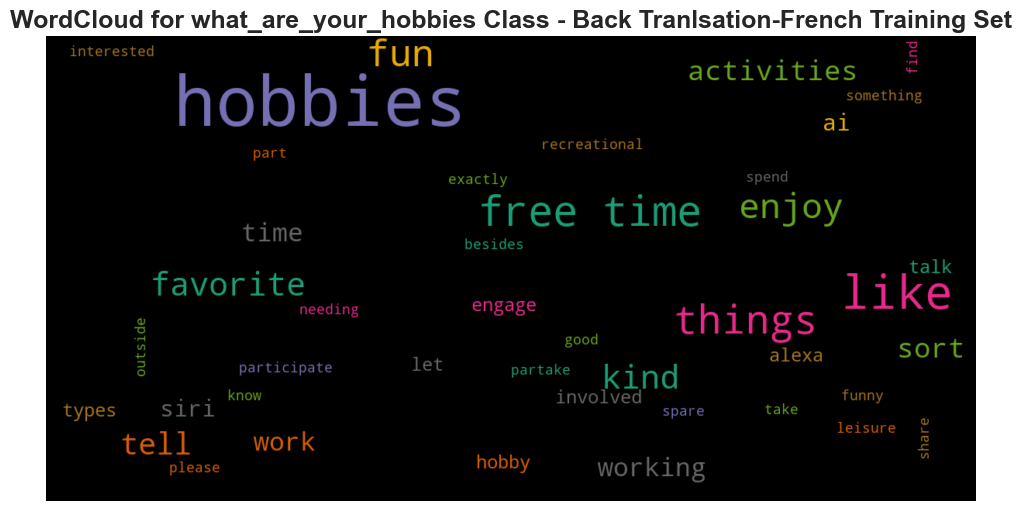 WordCloud for what_are_your_hobbies Class - Back Tranlsation-French Training Set
interested
fun
find
activities
hobbies
something
ai
recreational
part
exactly
spend
free time
enjoy
time
besides
talk
favorite
like
needing
engage
things
outside
good
sort
alexa
participate
let
partake
kind
know
involved
funny
types
siri
spare
take
leisure
share
tell
work
please
hobby
working